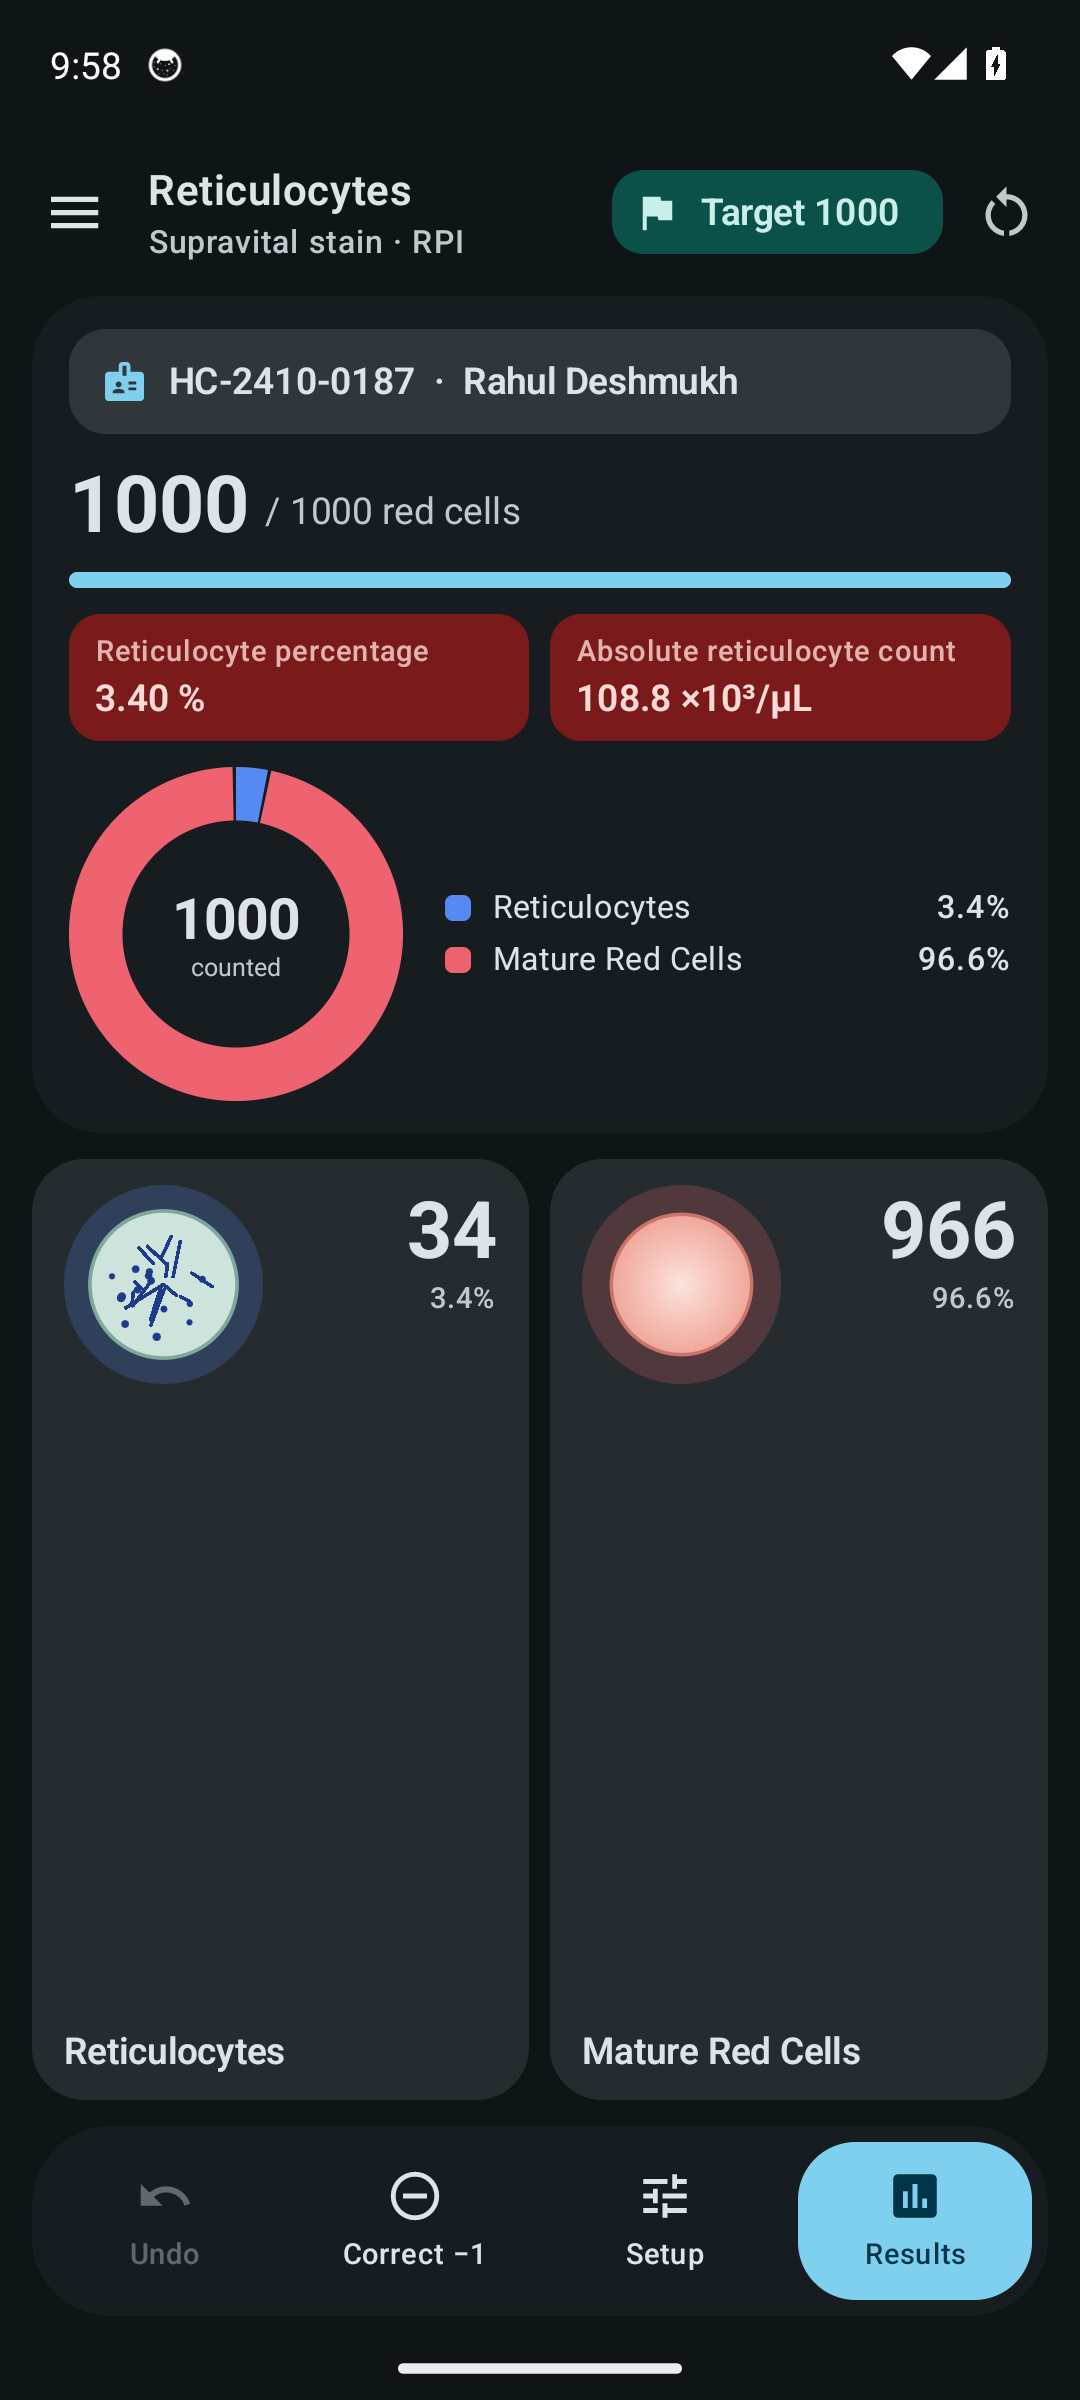 9:58
Reticulocytes
Supravital stain · RPI
Target 1000
HC-2410-0187 · Rahul Deshmukh
1000 / 1000 red cells
Reticulocyte percentage
3.40 %
Absolute reticulocyte count
108.8 ×10³/µL
1000
counted
Reticulocytes 3.4%
Mature Red Cells 96.6%
34
3.4%
Reticulocytes
966
96.6%
Mature Red Cells
Undo
Correct −1
Setup
Results